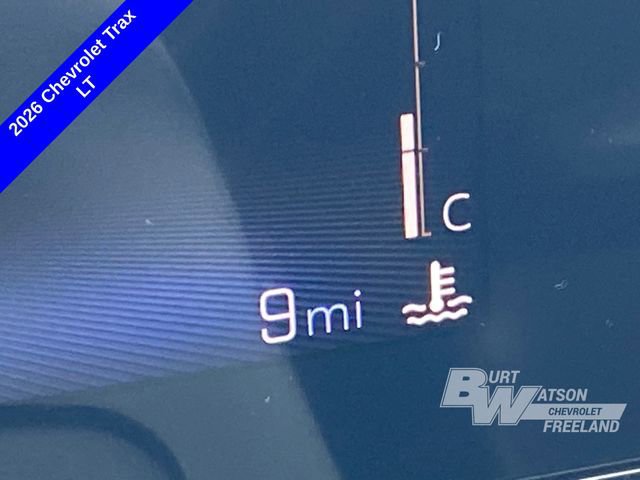 2026 Chevrolet Trax
LT
C
9mi
BURT
WATSON
CHEVROLET
FREELAND